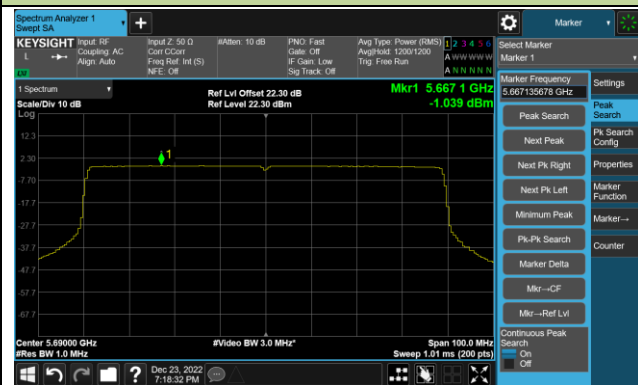 Spectrum Analyzer 1
Swept SA
+
Marker
KEYSIGHT
L
Input: RF
Coupling: AC
Align: Auto
Input Z: 50 Ω
Corr CCorr
Freq Ref: Int (S)
NFE: Off
#Atten: 10 dB
PNO: Fast
Gate: Off
IF Gain: Low
Sig Track: Off
Avg Type: Power (RMS)
Avg|Hold: 1200/1200
Trig: Free Run
1 2 3 4 5 6
A W W W W W
A N N N N N
Select Marker
Marker 1
1 Spectrum
Scale/Div 10 dB
Log
Ref Lvl Offset 22.30 dB
Ref Level 22.30 dBm
Mkr1 5.667 1 GHz
-1.039 dBm
12.3
2.30
-7.70
-17.7
-27.7
-37.7
-47.7
-57.7
-67.7
1
Center 5.69000 GHz
#Res BW 1.0 MHz
#Video BW 3.0 MHz*
Span 100.0 MHz
Sweep 1.01 ms (200 pts)
Marker Frequency
5.667135678 GHz
Peak Search
Next Peak
Next Pk Right
Next Pk Left
Minimum Peak
Pk-Pk Search
Marker Delta
Mkr→CF
Mkr→Ref Lvl
Continuous Peak
Search
On
Off
Settings
Peak
Search
Pk Search
Config
Properties
Marker
Function
Marker→
Counter
?
Dec 23, 2022
7:18:32 PM